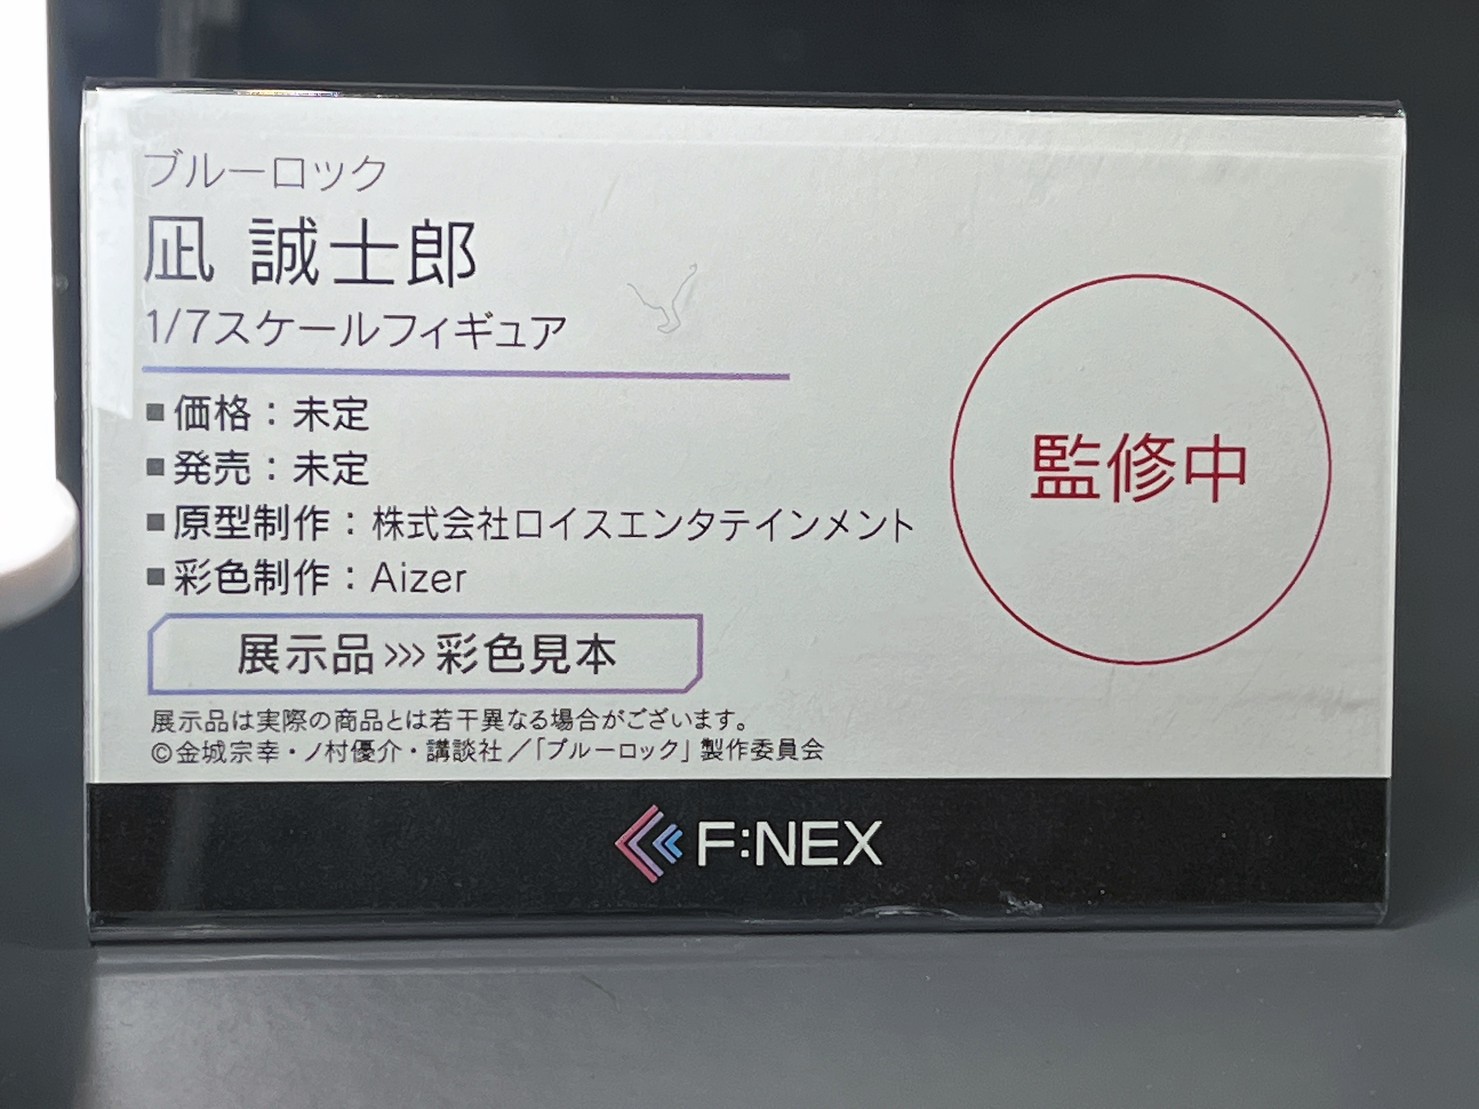 ブルーロック
凪 誠士郎
1/7スケールフィギュア
■価格：未定
■発売：未定
■原型制作：株式会社ロイスエンタテインメント
■彩色制作：Aizer
展示品>>>彩色見本
展示品は実際の商品とは若干異なる場合がございます。
©金城宗幸・ノ村優介・講談社／「ブルーロック」製作委員会
監修中
F:NEX